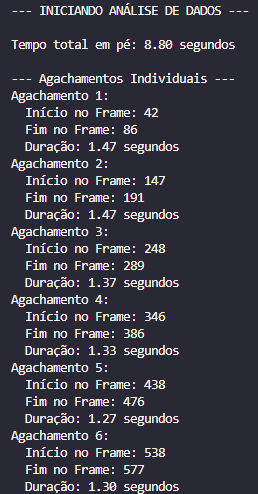 --- INICIANDO ANÁLISE DE DADOS ---
Tempo total em pé: 8.80 segundos
--- Agachamentos Individuais ---
Agachamento 1:
Início no Frame: 42
Fim no Frame: 86
Duração: 1.47 segundos
Agachamento 2:
Início no Frame: 147
Fim no Frame: 191
Duração: 1.47 segundos
Agachamento 3:
Início no Frame: 248
Fim no Frame: 289
Duração: 1.37 segundos
Agachamento 4:
Início no Frame: 346
Fim no Frame: 386
Duração: 1.33 segundos
Agachamento 5:
Início no Frame: 438
Fim no Frame: 476
Duração: 1.27 segundos
Agachamento 6:
Início no Frame: 538
Fim no Frame: 577
Duração: 1.30 segundos